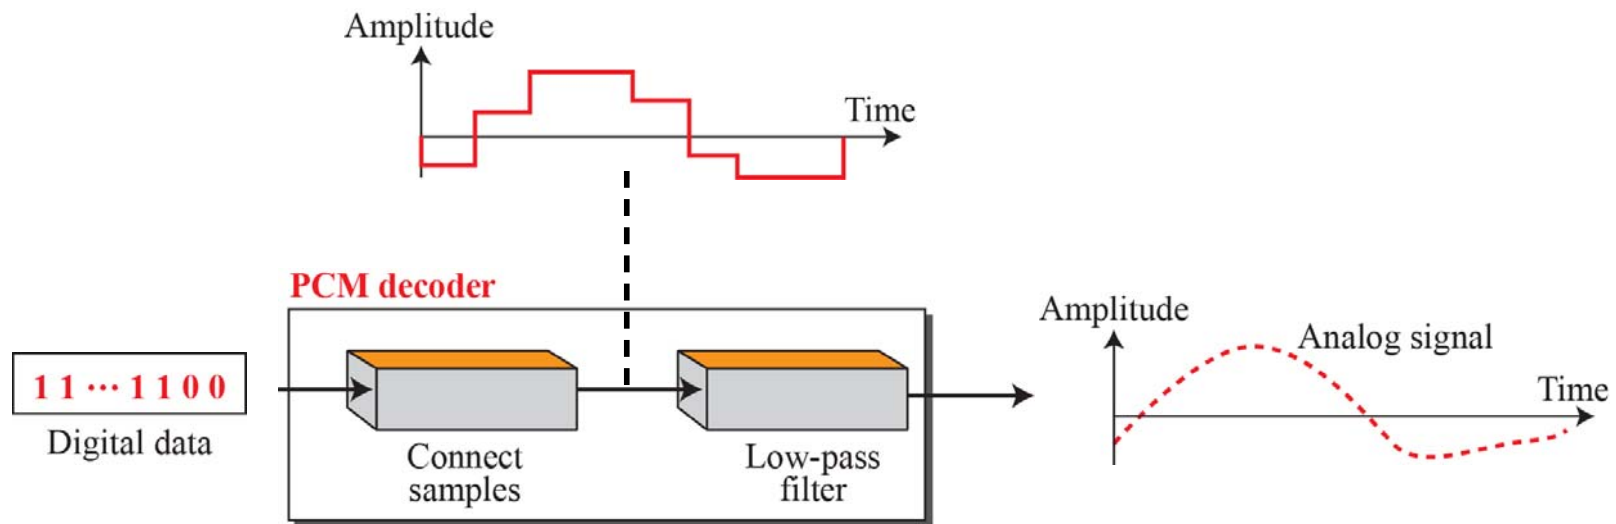 Amplitude
Time
PCM decoder
1 1 ··· 1 1 0 0
Digital data
Connect
samples
Low-pass
filter
Amplitude
Analog signal
Time